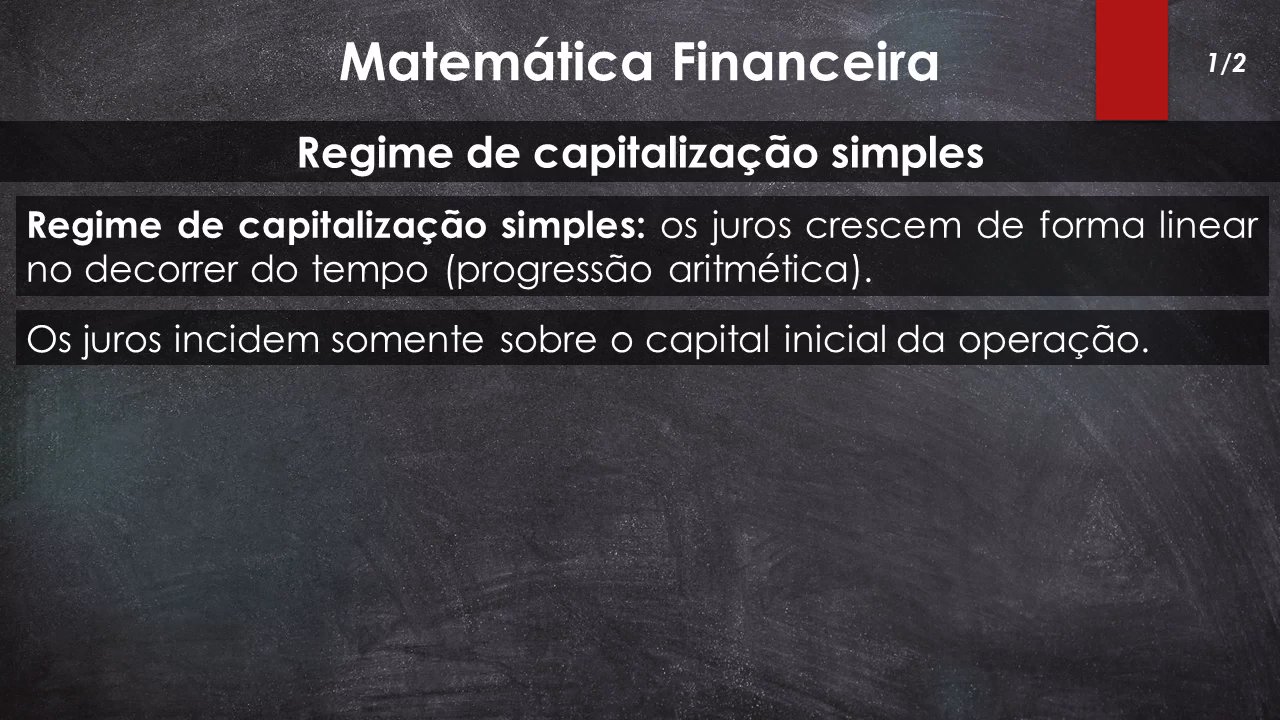 Matemática Financeira
1/2
Regime de capitalização simples
Regime de capitalização simples: os juros crescem de forma linear
no decorrer do tempo (progressão aritmética).
Os juros incidem somente sobre o capital inicial da operação.